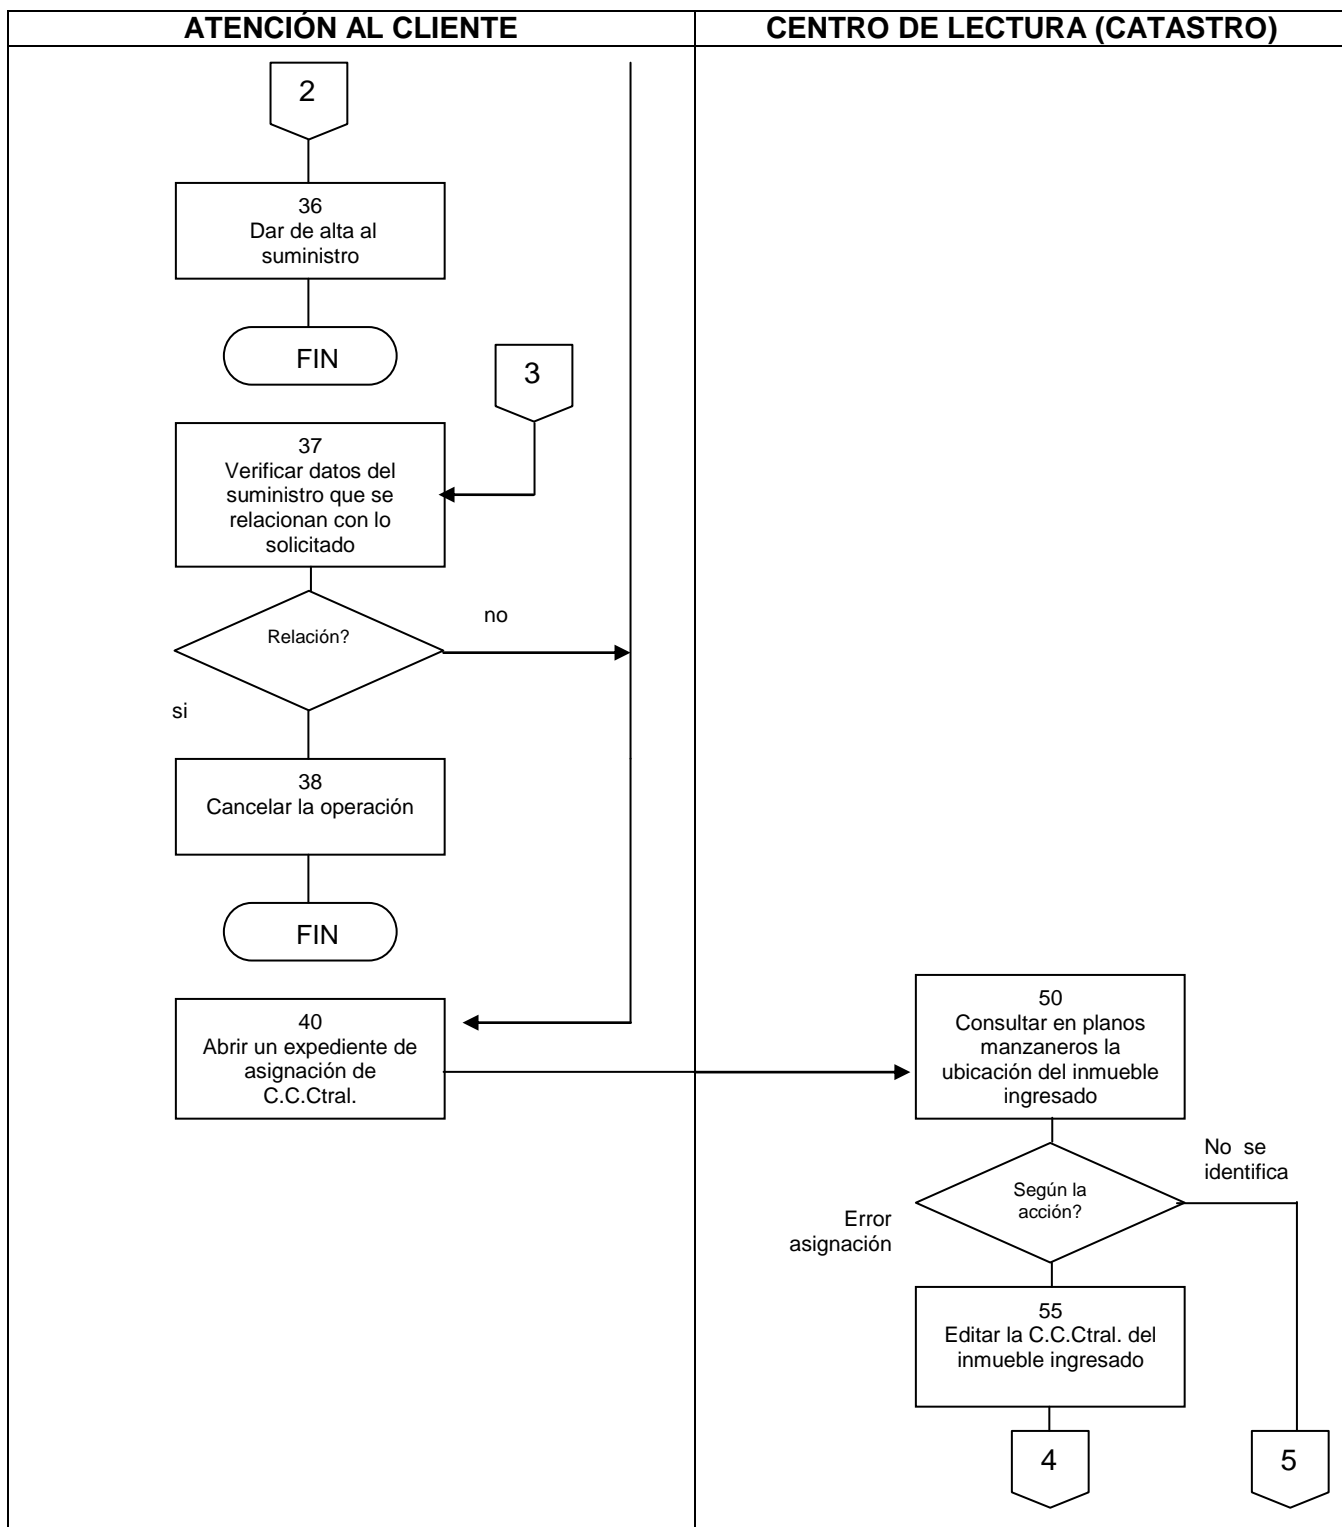 ATENCIÓN AL CLIENTE
CENTRO DE LECTURA (CATASTRO)
2
36
Dar de alta al
suministro
FIN
3
37
Verificar datos del
suministro que se
relacionan con lo
solicitado
Relación?
no
si
38
Cancelar la operación
FIN
40
Abrir un expediente de
asignación de
C.C.Ctral.
50
Consultar en planos
manzaneros la
ubicación del inmueble
ingresado
Según la
acción?
No se
identifica
Error
asignación
55
Editar la C.C.Ctral. del
inmueble ingresado
4
5